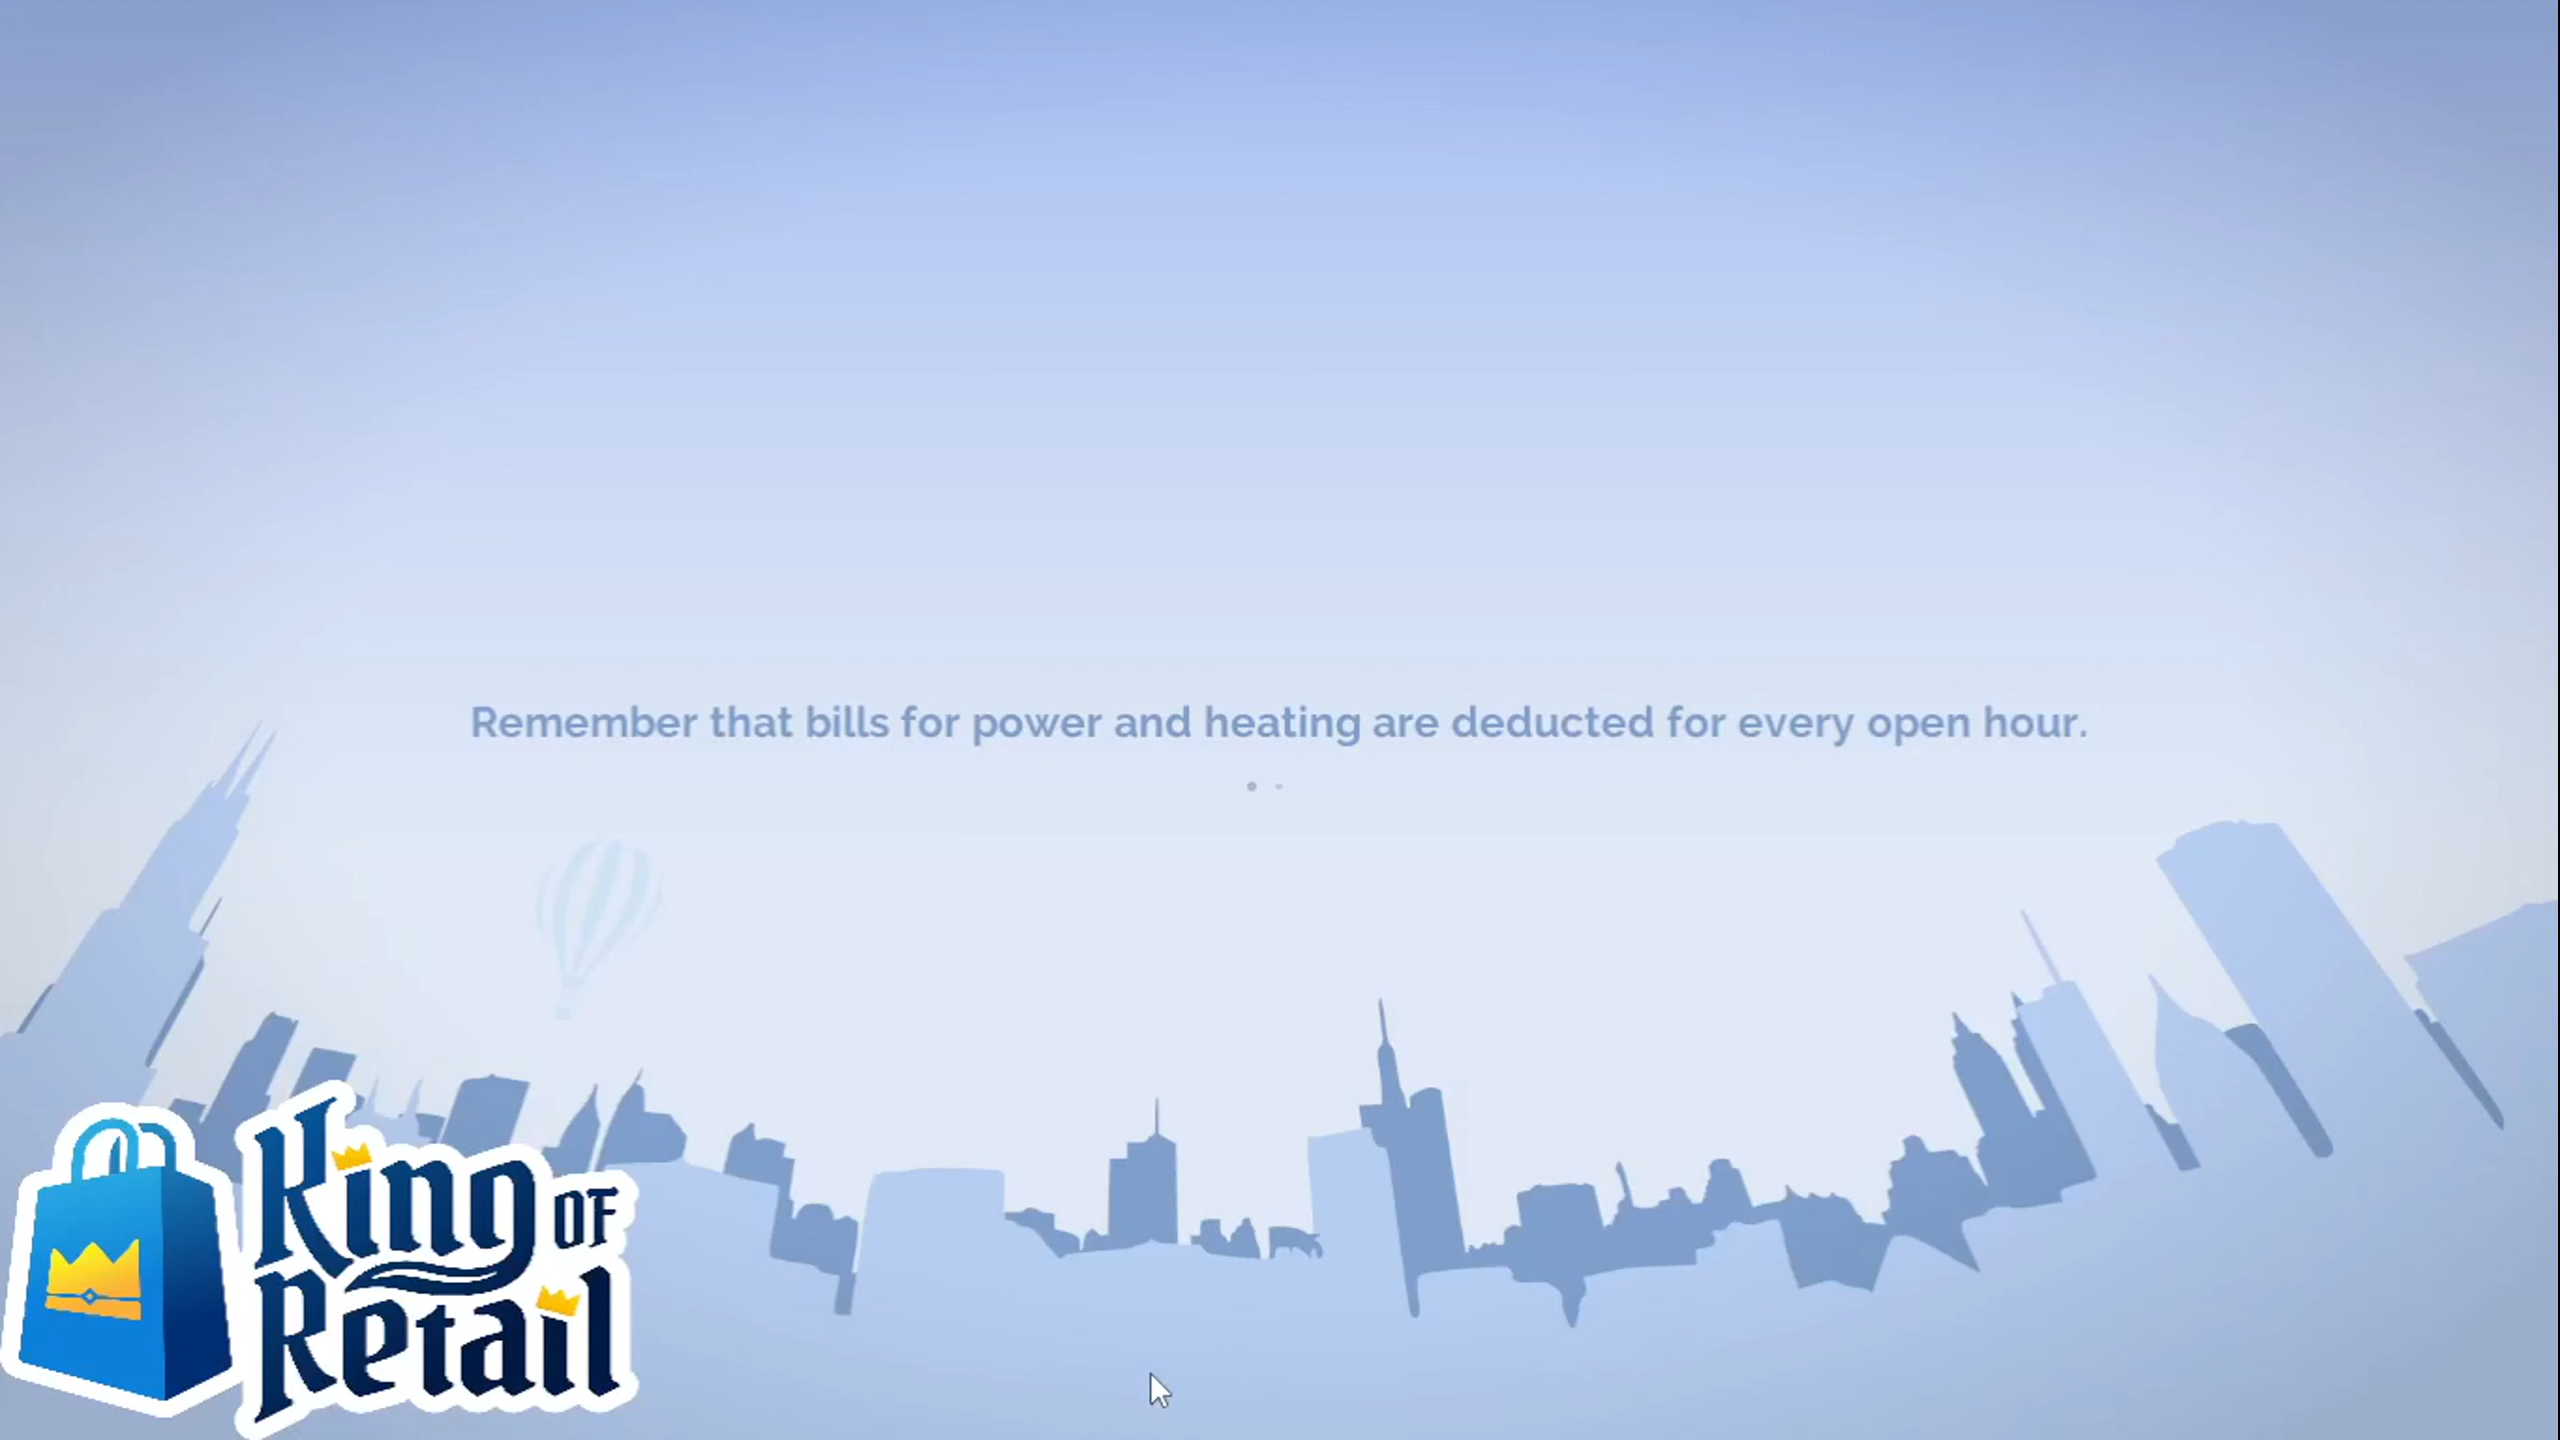 Remember that bills for power and heating are deducted for every open hour.
King OF
Retail